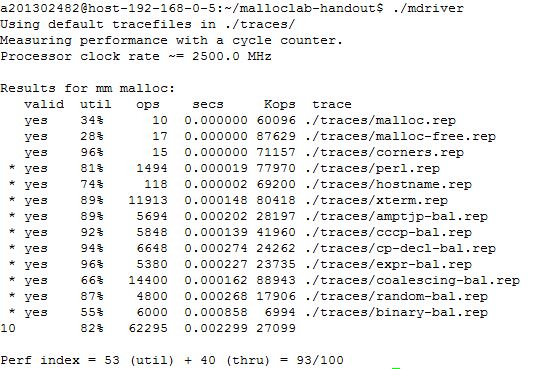 a201302482@host-192-168-0-5:~/malloclab-handout$ ./mdriver
Using default tracefiles in ./traces/
Measuring performance with a cycle counter.
Processor clock rate ~= 2500.0 MHz
Results for mm malloc:
valid util ops secs Kops trace
yes 34% 10 0.000000 60096 ./traces/malloc.rep
yes 28% 17 0.000000 87629 ./traces/malloc-free.rep
yes 96% 15 0.000000 71157 ./traces/corners.rep
* yes 81% 1494 0.000019 77970 ./traces/perl.rep
* yes 74% 118 0.000002 69200 ./traces/hostname.rep
* yes 89% 11913 0.000148 80418 ./traces/xterm.rep
* yes 89% 5694 0.000202 28197 ./traces/amptjp-bal.rep
* yes 92% 5848 0.000139 41960 ./traces/cccp-bal.rep
* yes 94% 6648 0.000274 24262 ./traces/cp-decl-bal.rep
* yes 96% 5380 0.000227 23735 ./traces/expr-bal.rep
* yes 66% 14400 0.000162 88943 ./traces/coalescing-bal.rep
* yes 87% 4800 0.000268 17906 ./traces/random-bal.rep
* yes 55% 6000 0.000858 6994 ./traces/binary-bal.rep
10 82% 62295 0.002299 27099
Perf index = 53 (util) + 40 (thru) = 93/100